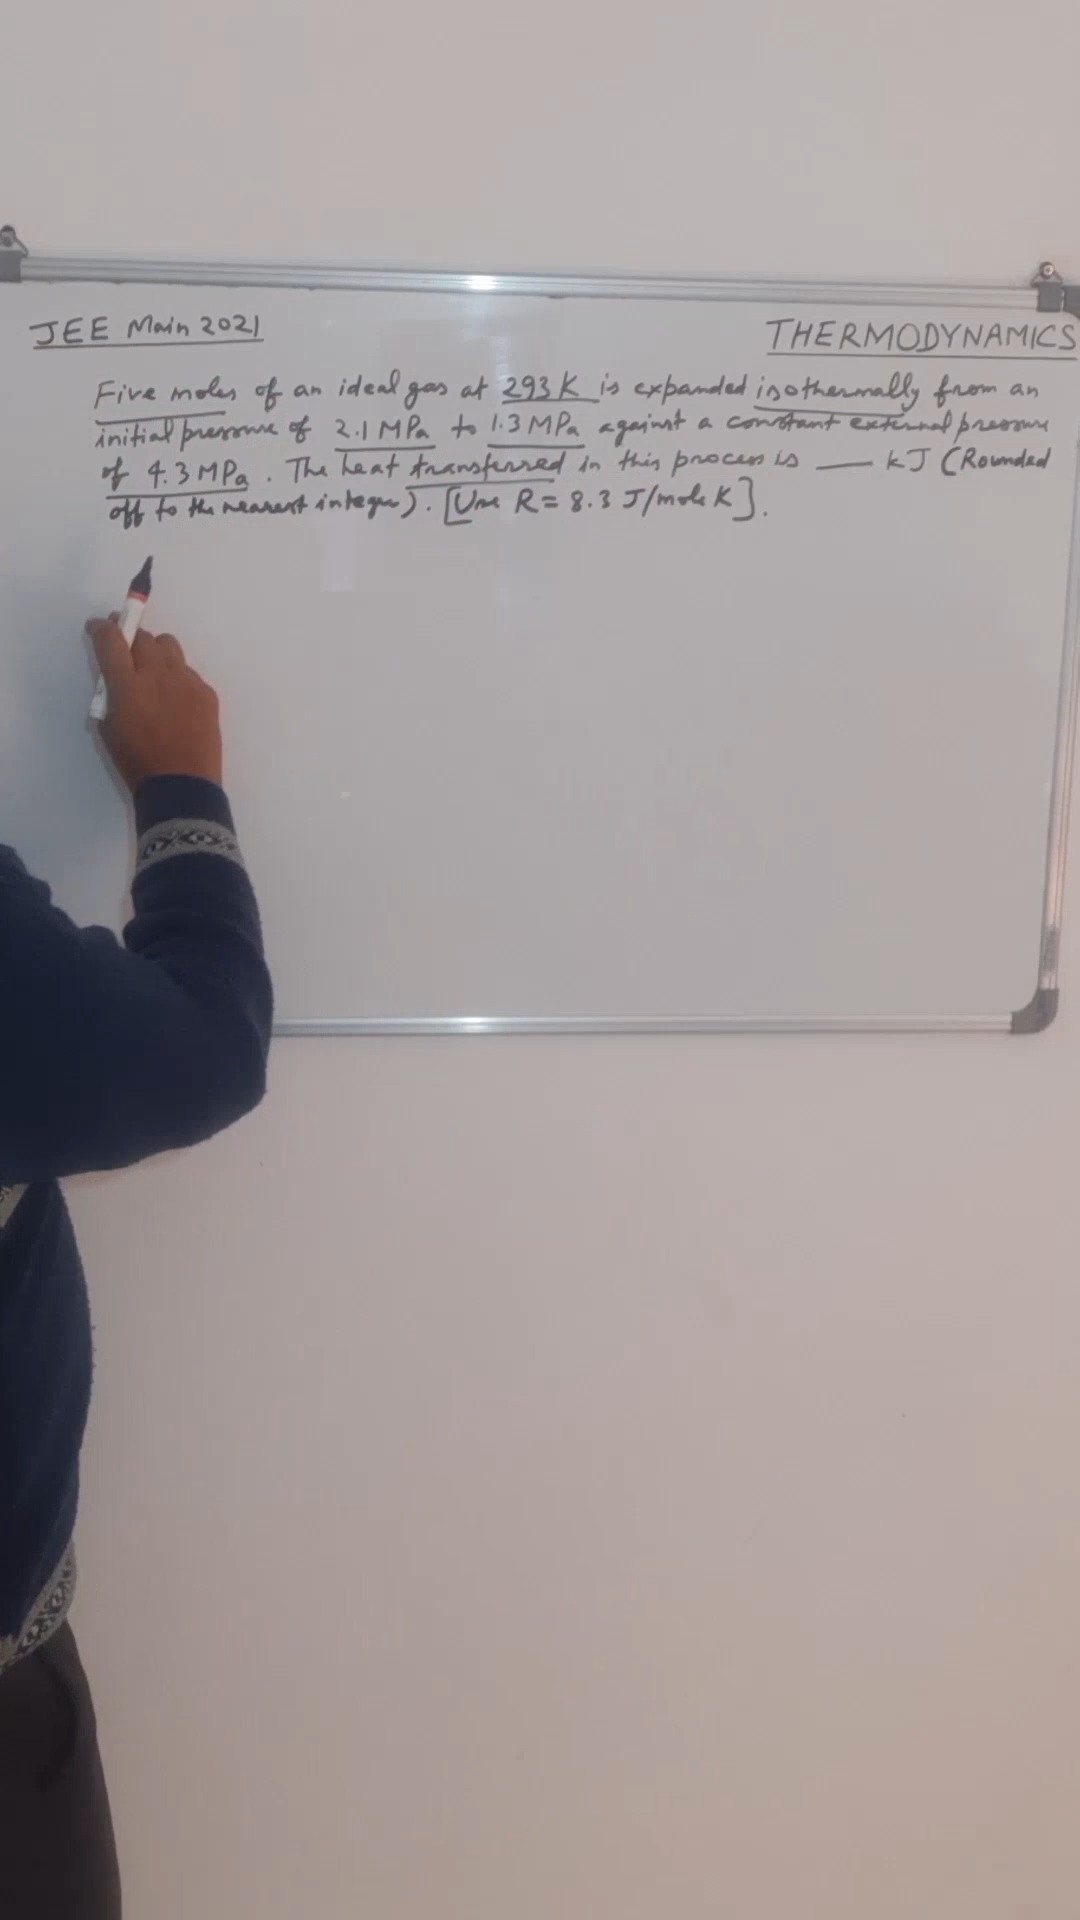 JEE Main 2021
THERMODYNAMICS
Five moles of an ideal gas at 293 K is expanded isothermally from an
initial pressure of 2.1 MPa to 1.3 MPa against a constant external pressure
of 4.3 MPa. The heat transferred in this process is ___ kJ (Rounded
off to the nearest integer). [Use R = 8.3 J/mole K].